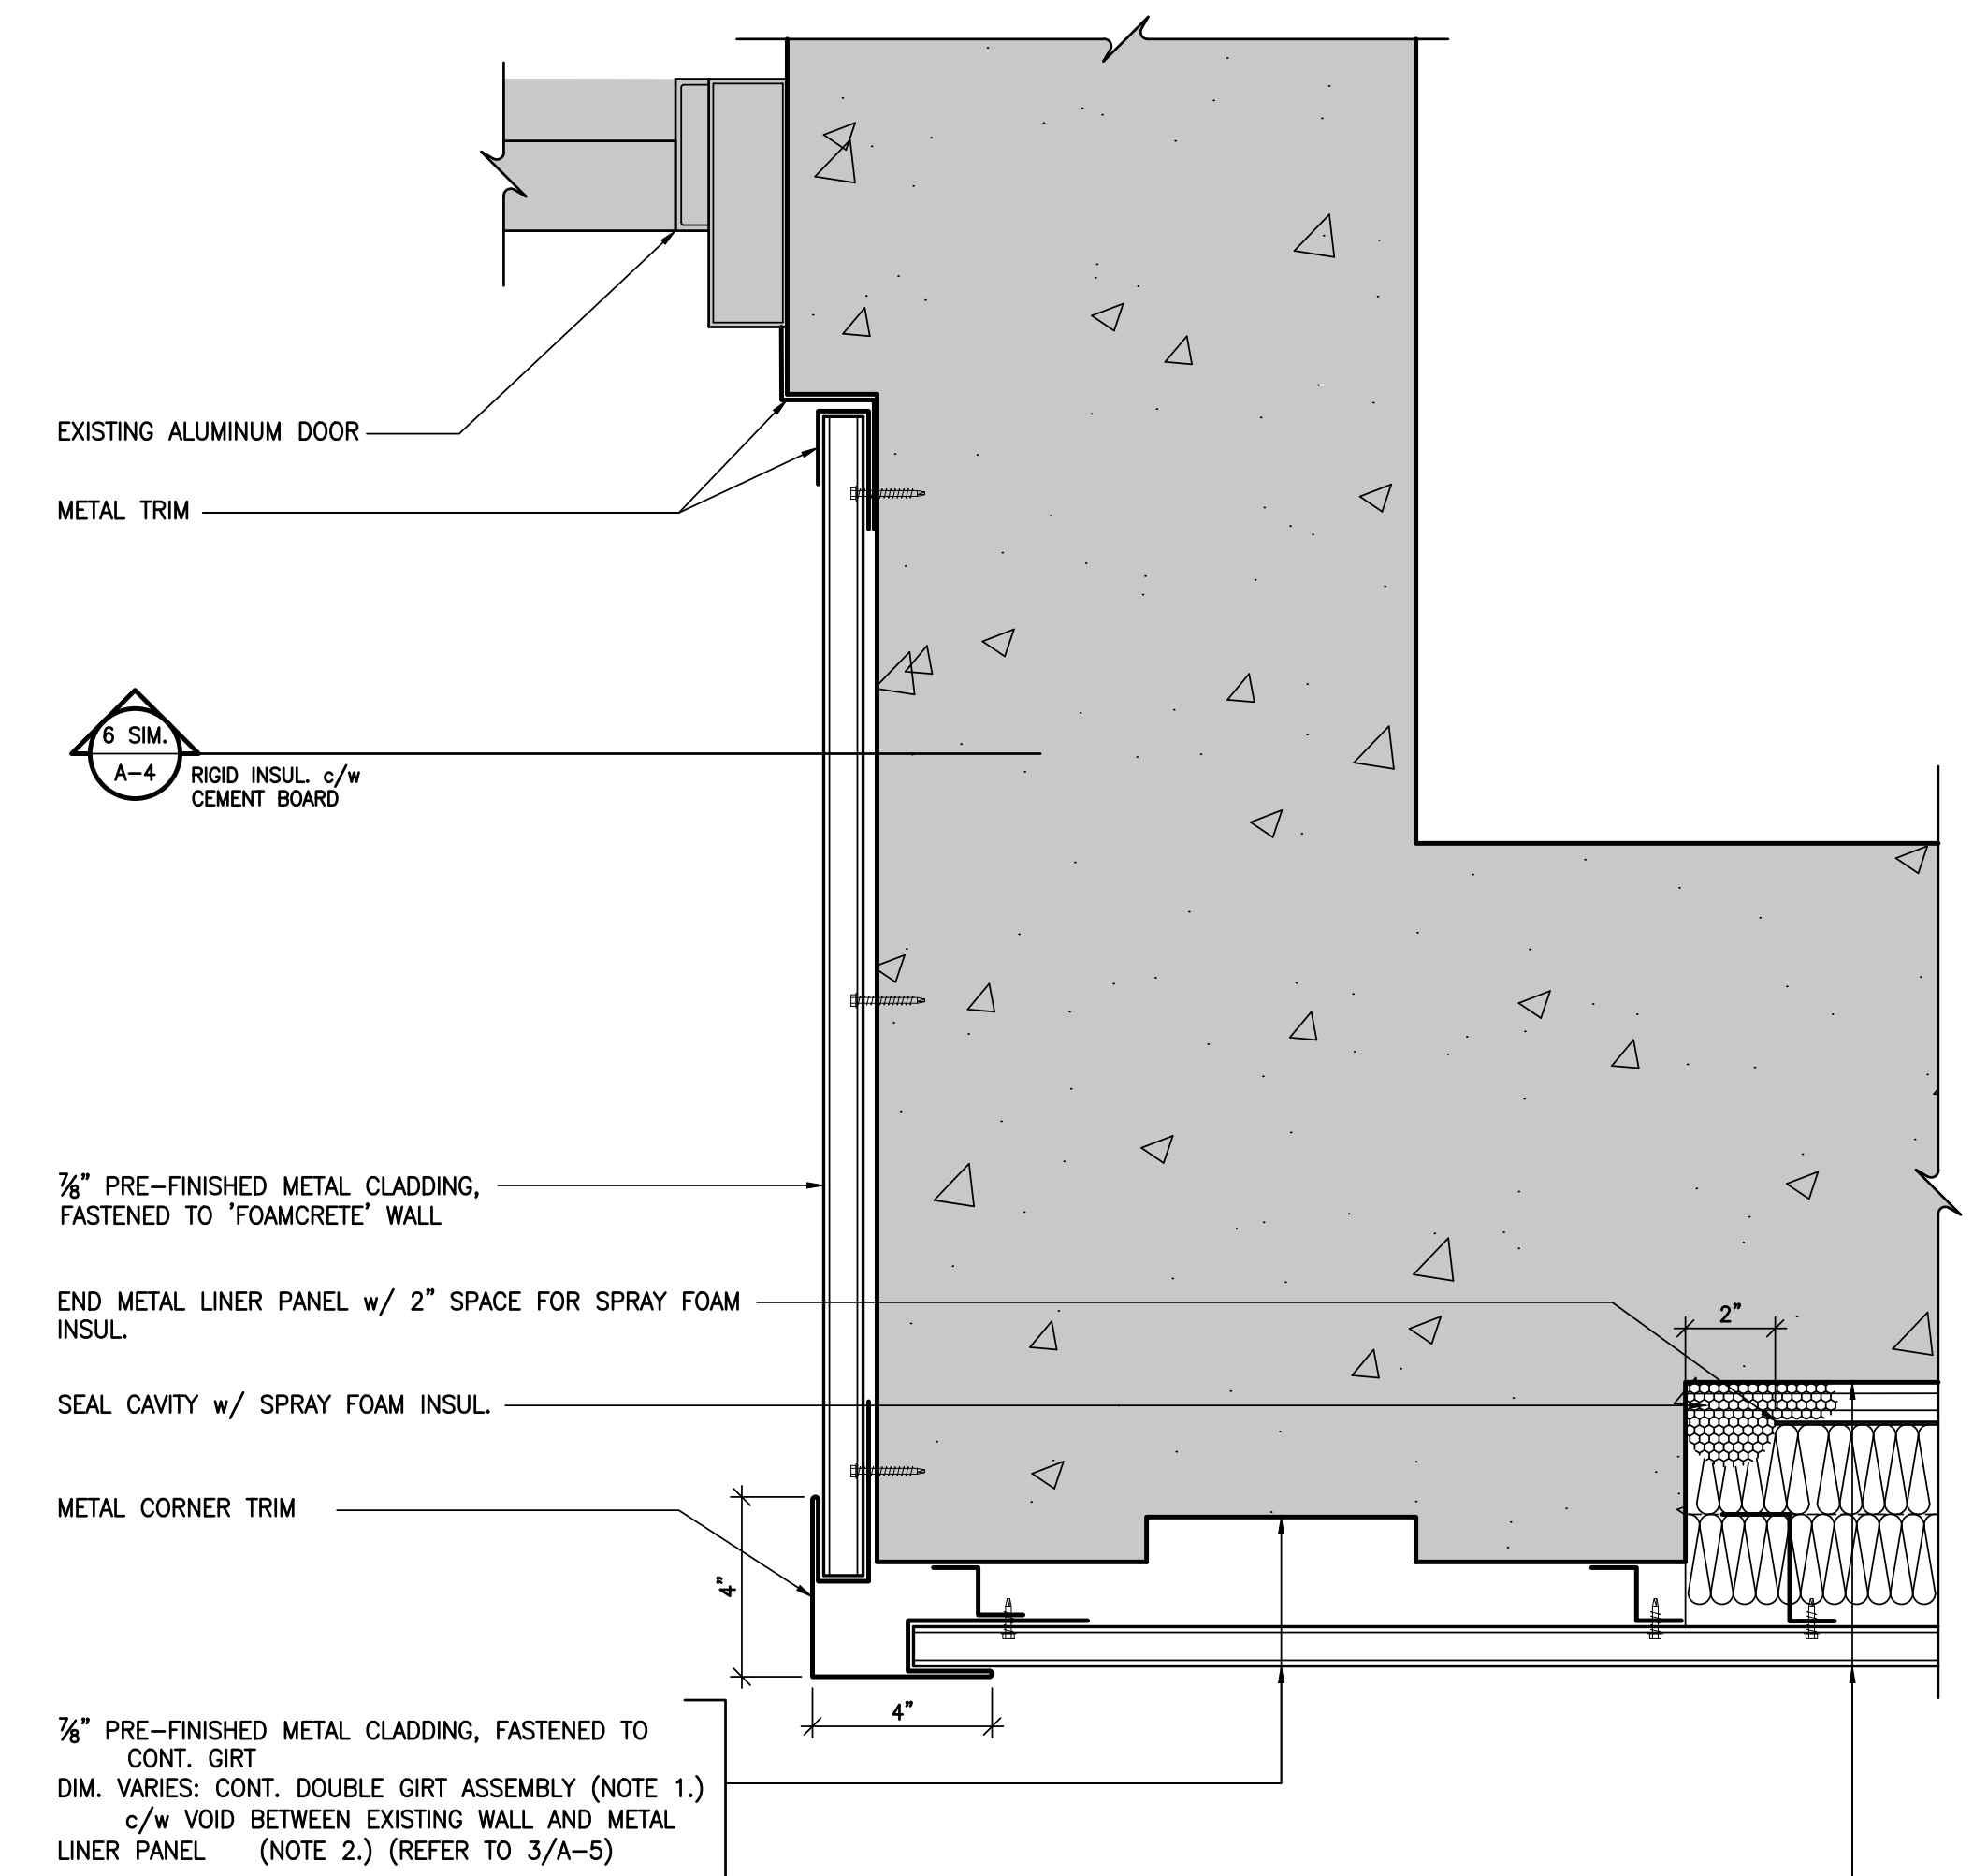 EXISTING ALUMINUM DOOR
METAL TRIM
6 SIM.
A-4
RIGID INSUL. c/w
CEMENT BOARD
⅞" PRE-FINISHED METAL CLADDING,
FASTENED TO 'FOAMCRETE' WALL
END METAL LINER PANEL w/ 2" SPACE FOR SPRAY FOAM
INSUL.
2"
SEAL CAVITY w/ SPRAY FOAM INSUL.
METAL CORNER TRIM
4"
4"
⅞" PRE-FINISHED METAL CLADDING, FASTENED TO
CONT. GIRT
DIM. VARIES: CONT. DOUBLE GIRT ASSEMBLY (NOTE 1.)
c/w VOID BETWEEN EXISTING WALL AND METAL
LINER PANEL (NOTE 2.) (REFER TO 3/A-5)